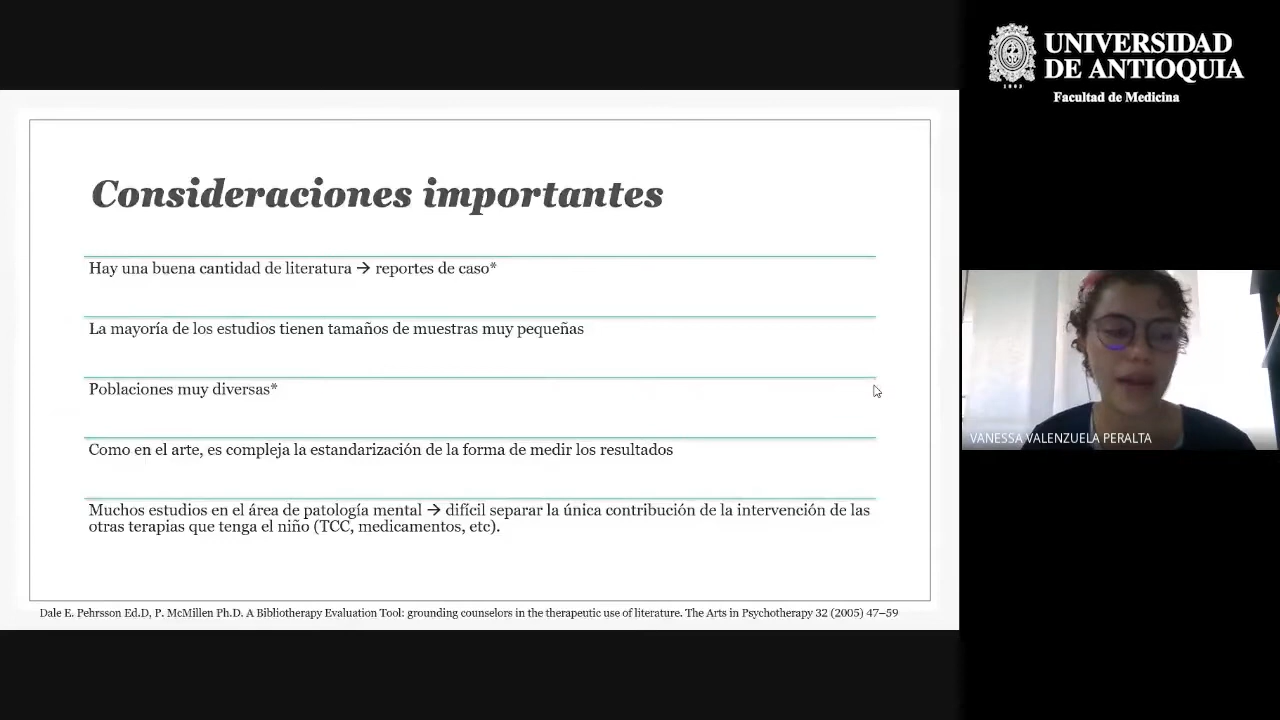 UNIVERSIDAD
DE ANTIOQUIA
1803
Facultad de Medicina
Consideraciones importantes
Hay una buena cantidad de literatura → reportes de caso*
La mayoría de los estudios tienen tamaños de muestras muy pequeñas
Poblaciones muy diversas*
Como en el arte, es compleja la estandarización de la forma de medir los resultados
Muchos estudios en el área de patología mental → difícil separar la única contribución de la intervención de las
otras terapias que tenga el niño (TCC, medicamentos, etc).
Dale E. Pehrsson Ed.D, P. McMillen Ph.D. A Bibliotherapy Evaluation Tool: grounding counselors in the therapeutic use of literature. The Arts in Psychotherapy 32 (2005) 47–59
VANESSA VALENZUELA PERALTA